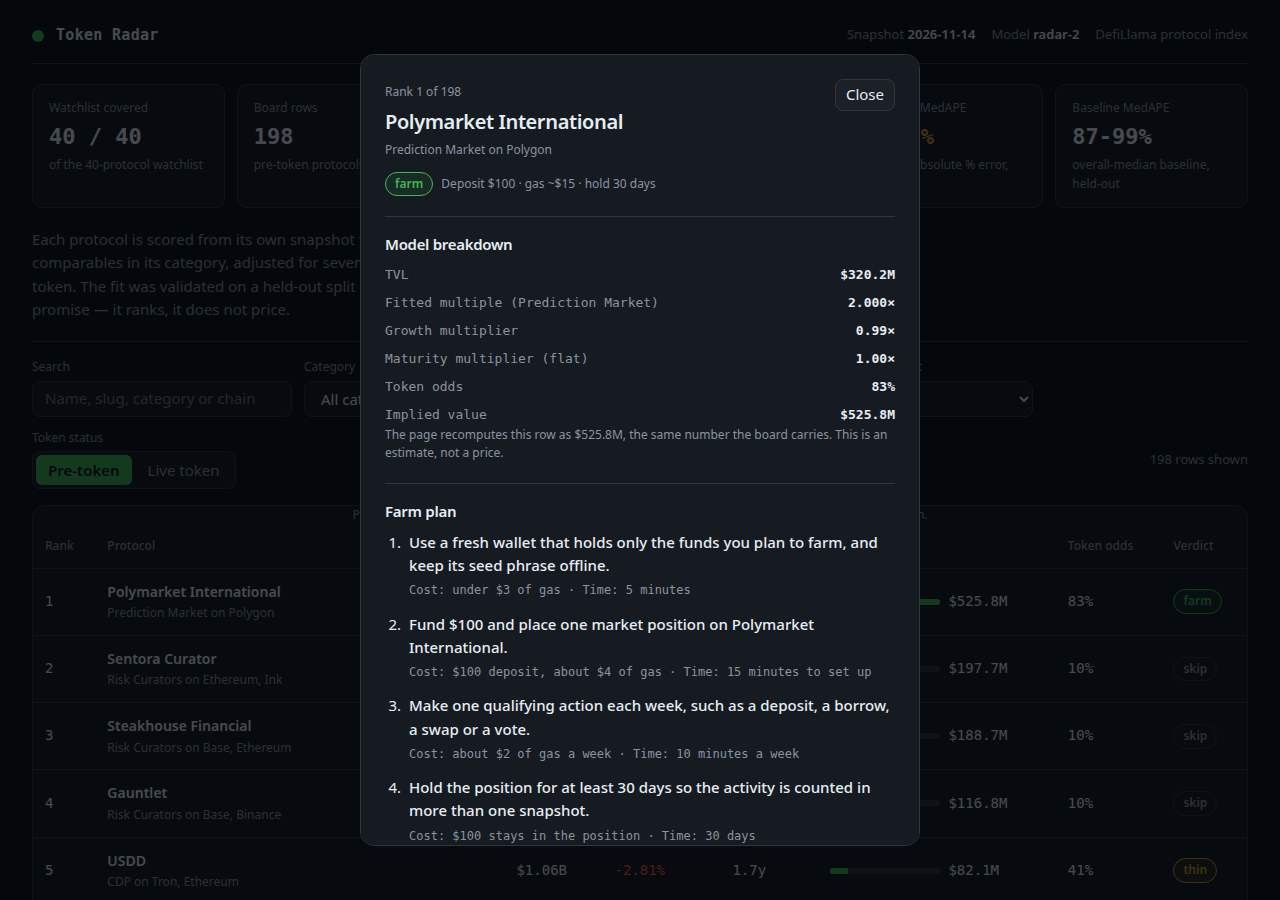 Token Radar
Snapshot 2026-11-14 Model radar-2 DefiLlama protocol index
Watchlist covered
40 / 40
of the 40-protocol watchlist
Board rows
198
pre-token protocols
MedAPE
%
bsolute % error,
Baseline MedAPE
87-99%
overall-median baseline,
held-out
Each protocol is scored from its own snapshot
comparables in its category, adjusted for seven
token. The fit was validated on a held-out split
promise — it ranks, it does not price.
Search
Name, slug, category or chain
Category
All cat
Token status
Pre-token Live token
198 rows shown
Rank Protocol Token odds Verdict
1 Polymarket International $525.8M 83% farm
Prediction Market on Polygon
2 Sentora Curator $197.7M 10% skip
Risk Curators on Ethereum, Ink
3 Steakhouse Financial $188.7M 10% skip
Risk Curators on Base, Ethereum
4 Gauntlet $116.8M 10% skip
Risk Curators on Base, Binance
5 USDD $1.06B -2.81% 1.7y $82.1M 41% thin
CDP on Tron, Ethereum
Rank 1 of 198
Close
Polymarket International
Prediction Market on Polygon
farm Deposit $100 · gas ~$15 · hold 30 days
Model breakdown
TVL $320.2M
Fitted multiple (Prediction Market) 2.000×
Growth multiplier 0.99×
Maturity multiplier (flat) 1.00×
Token odds 83%
Implied value $525.8M
The page recomputes this row as $525.8M, the same number the board carries. This is an
estimate, not a price.
Farm plan
1. Use a fresh wallet that holds only the funds you plan to farm, and
keep its seed phrase offline.
Cost: under $3 of gas · Time: 5 minutes
2. Fund $100 and place one market position on Polymarket
International.
Cost: $100 deposit, about $4 of gas · Time: 15 minutes to set up
3. Make one qualifying action each week, such as a deposit, a borrow,
a swap or a vote.
Cost: about $2 of gas a week · Time: 10 minutes a week
4. Hold the position for at least 30 days so the activity is counted in
more than one snapshot.
Cost: $100 stays in the position · Time: 30 days